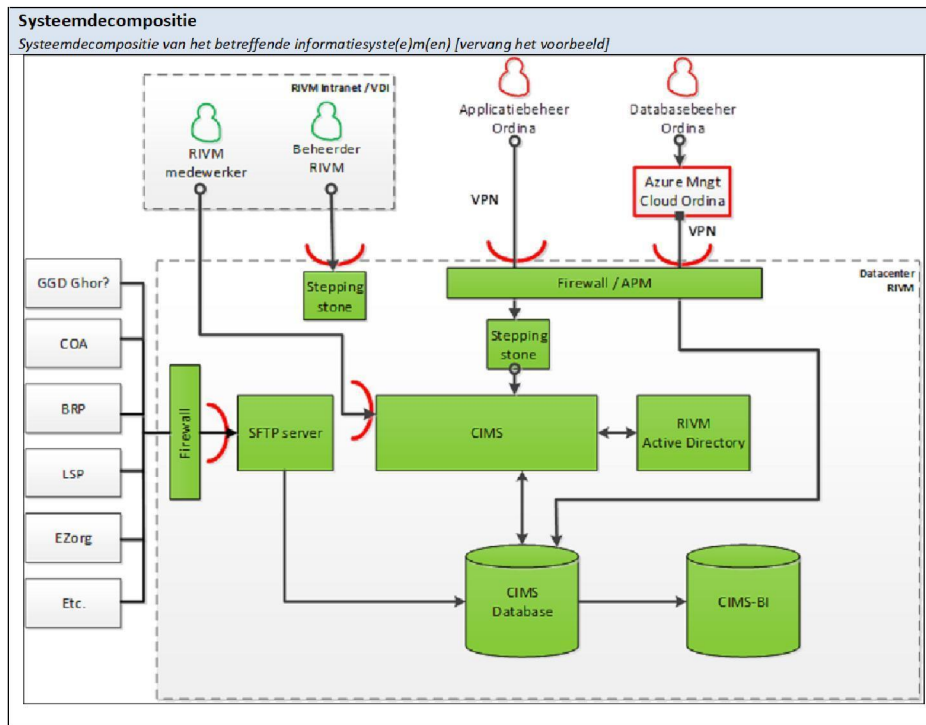 Systeemdecompositie
Systeemdecompositie van het betreffende informatiesyste(e)m(en) [vervang het voorbeeld]
RIVM Intranet / VDI
RIVM
medewerker
Beheerder
RIVM
Applicatiebeheer
Ordina
Databasebeeher
Ordina
Azure Mngt
Cloud Ordina
VPN
VPN
Datacenter
RIVM
GGD Ghor?
COA
BRP
LSP
EZorg
Etc.
Stepping
stone
Firewall / APM
Stepping
stone
Firewall
SFTP server
CIMS
RIVM
Active Directory
CIMS
Database
CIMS-BI